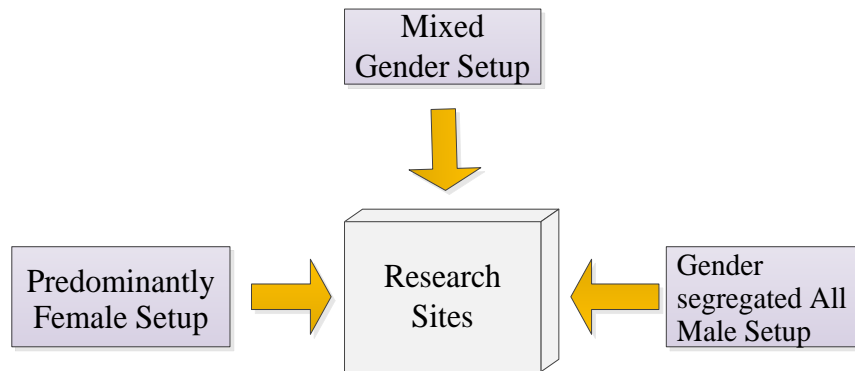 Mixed
Gender Setup
Predominantly
Female Setup
Research
Sites
Gender
segregated All
Male Setup